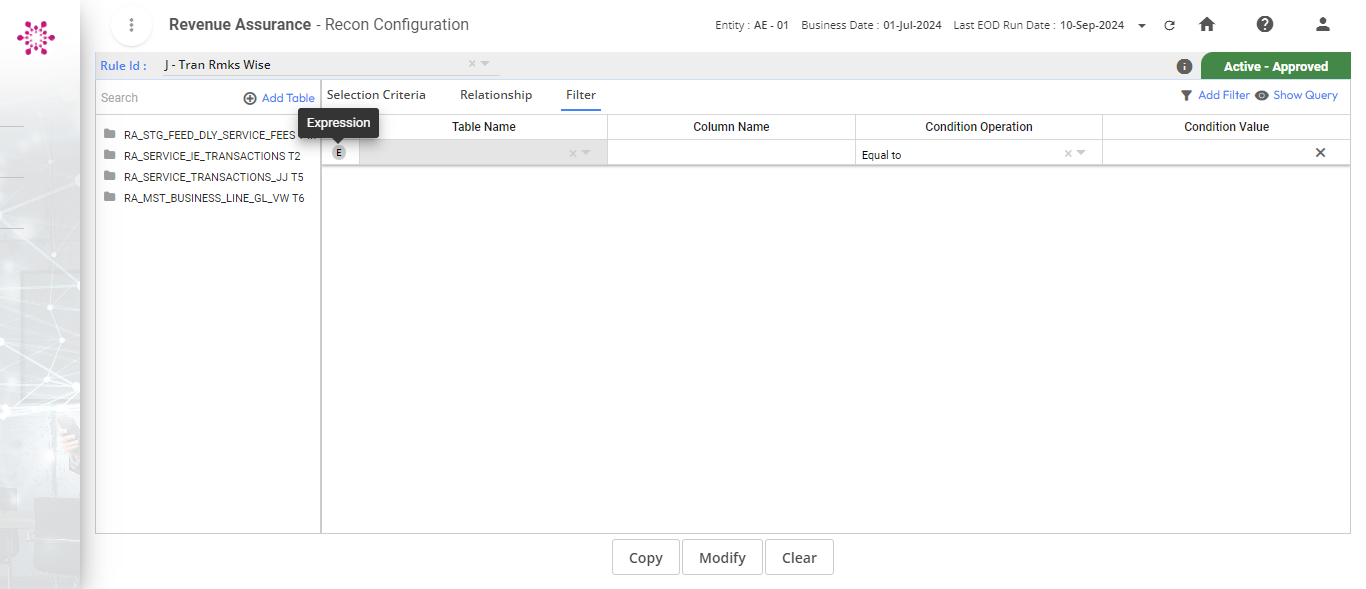 Revenue Assurance - Recon Configuration
Entity : AE - 01 Business Date : 01-Jul-2024 Last EOD Run Date : 10-Sep-2024
Rule Id : J - Tran Rmks Wise
Active - Approved
Search Add Table
Selection Criteria Relationship Filter
Add Filter Show Query
Expression
Table Name Column Name Condition Operation Condition Value
E Equal to
RA_STG_FEED_DLY_SERVICE_FEES
RA_SERVICE_IE_TRANSACTIONS T2
RA_SERVICE_TRANSACTIONS_JJ T5
RA_MST_BUSINESS_LINE_GL_VW T6
Copy Modify Clear